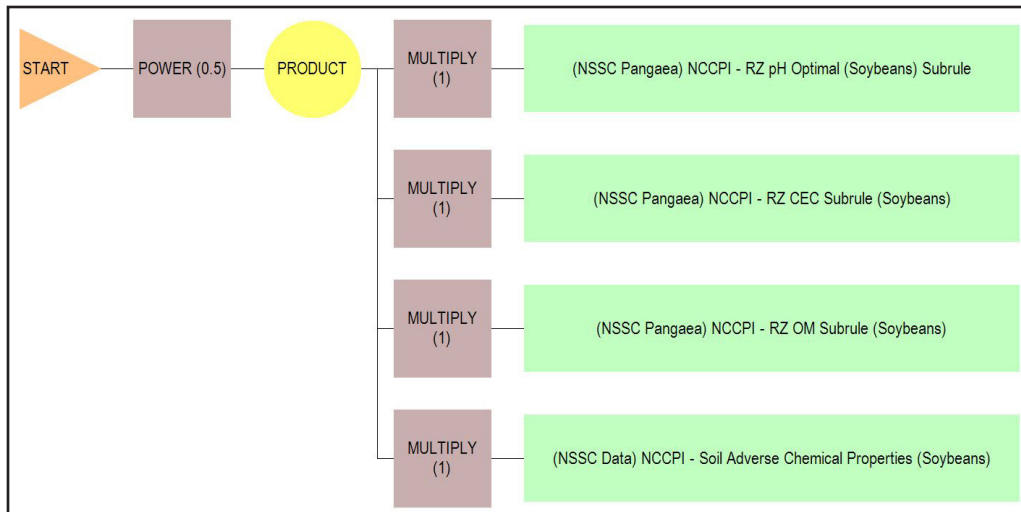 START
POWER (0.5)
PRODUCT
MULTIPLY
(1)
(NSSC Pangaea) NCCPI - RZ pH Optimal (Soybeans) Subrule
MULTIPLY
(1)
(NSSC Pangaea) NCCPI - RZ CEC Subrule (Soybeans)
MULTIPLY
(1)
(NSSC Pangaea) NCCPI - RZ OM Subrule (Soybeans)
MULTIPLY
(1)
(NSSC Data) NCCPI - Soil Adverse Chemical Properties (Soybeans)